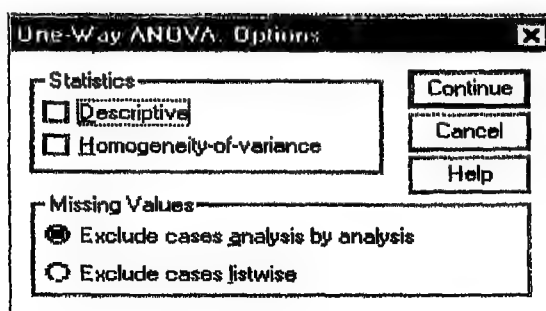 One-Way ANOVA: Options
Statistics
Descriptive
Homogeneity-of-variance
Continue
Cancel
Help
Missing Values
Exclude cases analysis by analysis
Exclude cases listwise